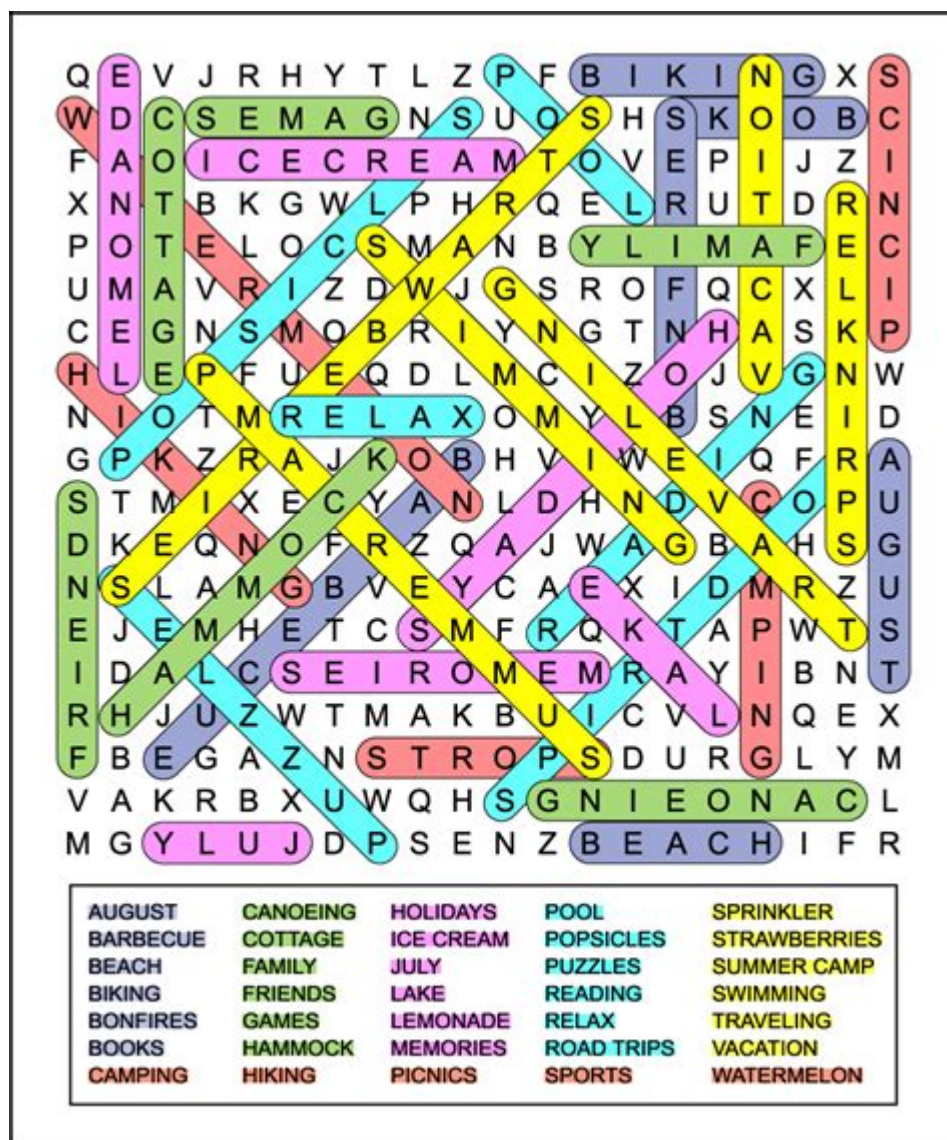 Q E V J R H Y T L Z P F B I K I N G X S
W D C S E M A G N S U O S H S K O O B C
F A O I C E C R E A M T O V E P I J Z I
X N T B K G W L P H R Q E L R U T D R N
P O T E L O C S M A N B Y L I M A F E C
U M A V R I Z D W J G S R O F Q C X L I
C E G N S M O B R I Y N G T N H A S K P
H L E P F U E Q D L M C I Z O J V G N W
N I O T M R E L A X O M Y L B S N E I D
G P K Z R A J K O B H V I W E I Q F R A
S T M I X E C Y A N L D H N D V C O P U
D K E Q N O F R Z Q A J W A G B A H S G
N S L A M G B V E Y C A E X I D M R Z U
E J E M H E T C S M F R Q K T A P W T S
I D A L C S E I R O M E M R A Y I B N T
R H J U Z W T M A K B U I C V L N Q E X
F B E G A Z N S T R O P S D U R G L Y M
V A K R B X U W Q H S G N I E O N A C L
M G Y L U J D P S E N Z B E A C H I F R
AUGUST CANOEING HOLIDAYS POOL SPRINKLER
BARBECUE COTTAGE ICE CREAM POPSICLES STRAWBERRIES
BEACH FAMILY JULY PUZZLES SUMMER CAMP
BIKING FRIENDS LAKE READING SWIMMING
BONFIRES GAMES LEMONADE RELAX TRAVELING
BOOKS HAMMOCK MEMORIES ROAD TRIPS VACATION
CAMPING HIKING PICNICS SPORTS WATERMELON